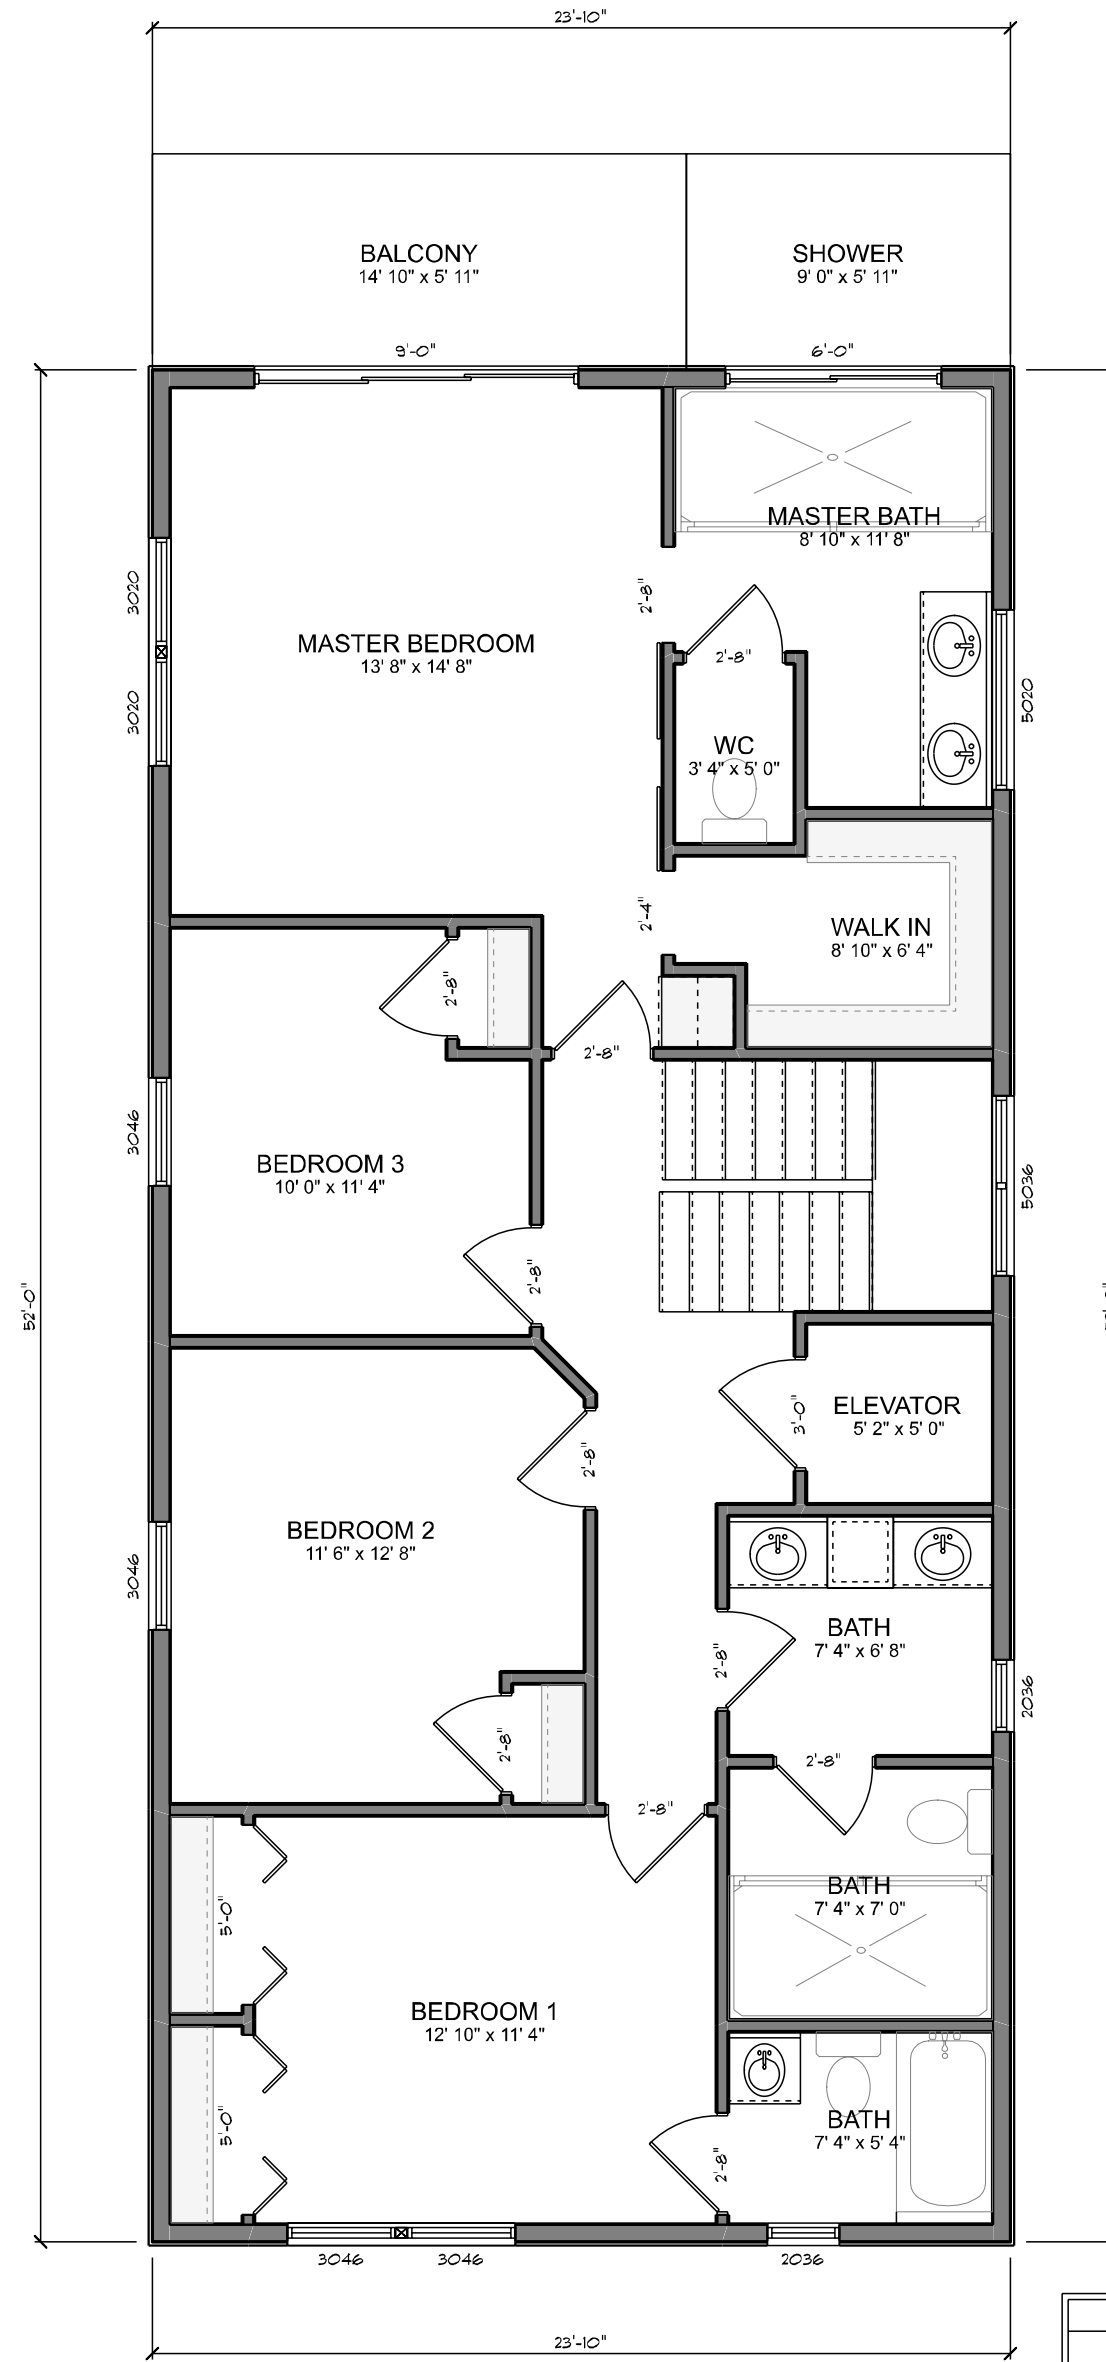 23'-10"
BALCONY
14' 10" x 5' 11"
SHOWER
9' 0" x 5' 11"
9'-0"
6'-0"
MASTER BATH
8' 10" x 11' 8"
3020
2'-8"
MASTER BEDROOM
13' 8" x 14' 8"
2'-8"
3020
5020
WC
3' 4" x 5' 0"
2'-4"
WALK IN
8' 10" x 6' 4"
2'-8"
2'-8"
3046
BEDROOM 3
10' 0" x 11' 4"
5036
2'-8"
52'-0"
ELEVATOR
5' 2" x 5' 0"
3'-0"
2'-8"
BEDROOM 2
11' 6" x 12' 8"
3046
BATH
7' 4" x 6' 8"
2'-8"
2036
2'-8"
2'-8"
2'-8"
BATH
7' 4" x 7' 0"
5'-0"
BEDROOM 1
12' 10" x 11' 4"
BATH
7' 4" x 5' 4"
5'-0"
2'-8"
3046
3046
2036
23'-10"